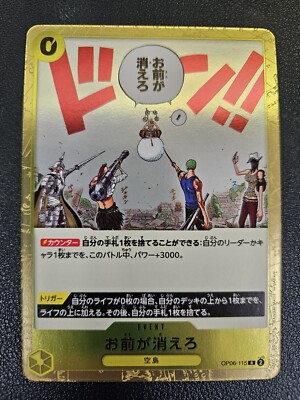 0
ドン!!
お前が
消えろ
カウンター 自分の手札1枚を捨てることができる：自分のリーダーかキ
ャラ1枚までを、このバトル中、パワー+3000。
トリガー 自分のライフが0枚の場合、自分のデッキの上から1枚までを、
ライフの上に加える。その後、自分の手札1枚を捨てる。
EVENT
お前が消えろ
空島
OP06-115 R